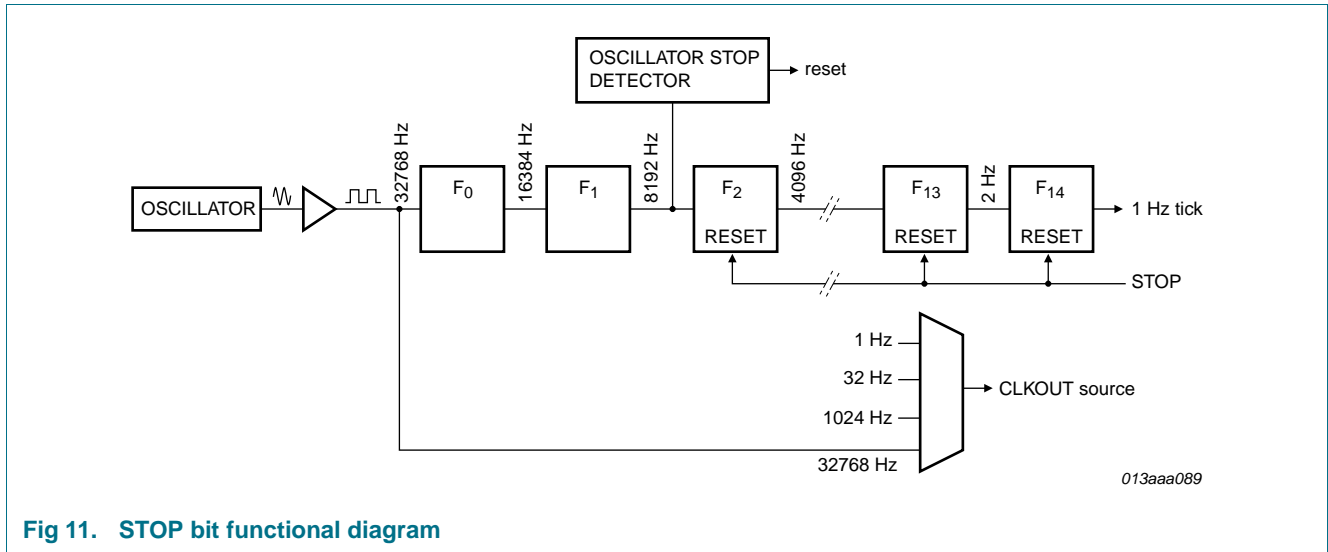 OSCILLATOR STOP
DETECTOR
reset
32768 Hz
16384 Hz
8192 Hz
4096 Hz
2 Hz
OSCILLATOR
F0
F1
F2
RESET
F13
RESET
F14
RESET
1 Hz tick
STOP
1 Hz
32 Hz
1024 Hz
32768 Hz
CLKOUT source
013aaa089
Fig 11. STOP bit functional diagram